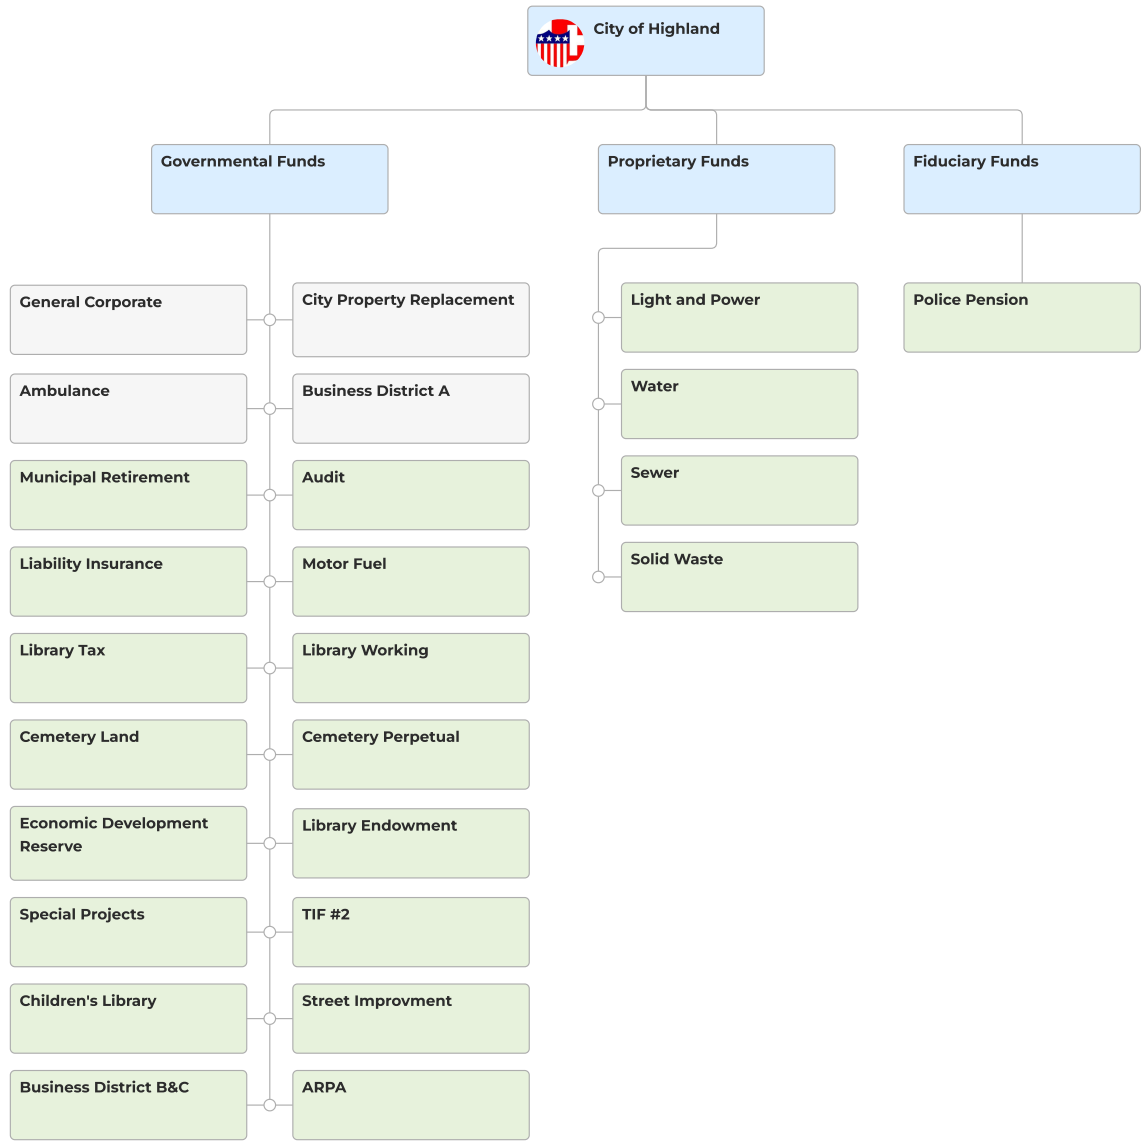 City of Highland
Governmental Funds
Proprietary Funds
Fiduciary Funds
General Corporate
City Property Replacement
Ambulance
Business District A
Municipal Retirement
Audit
Liability Insurance
Motor Fuel
Library Tax
Library Working
Cemetery Land
Cemetery Perpetual
Economic Development
Reserve
Library Endowment
Special Projects
TIF #2
Children's Library
Street Improvment
Business District B&C
ARPA
Light and Power
Water
Sewer
Solid Waste
Police Pension